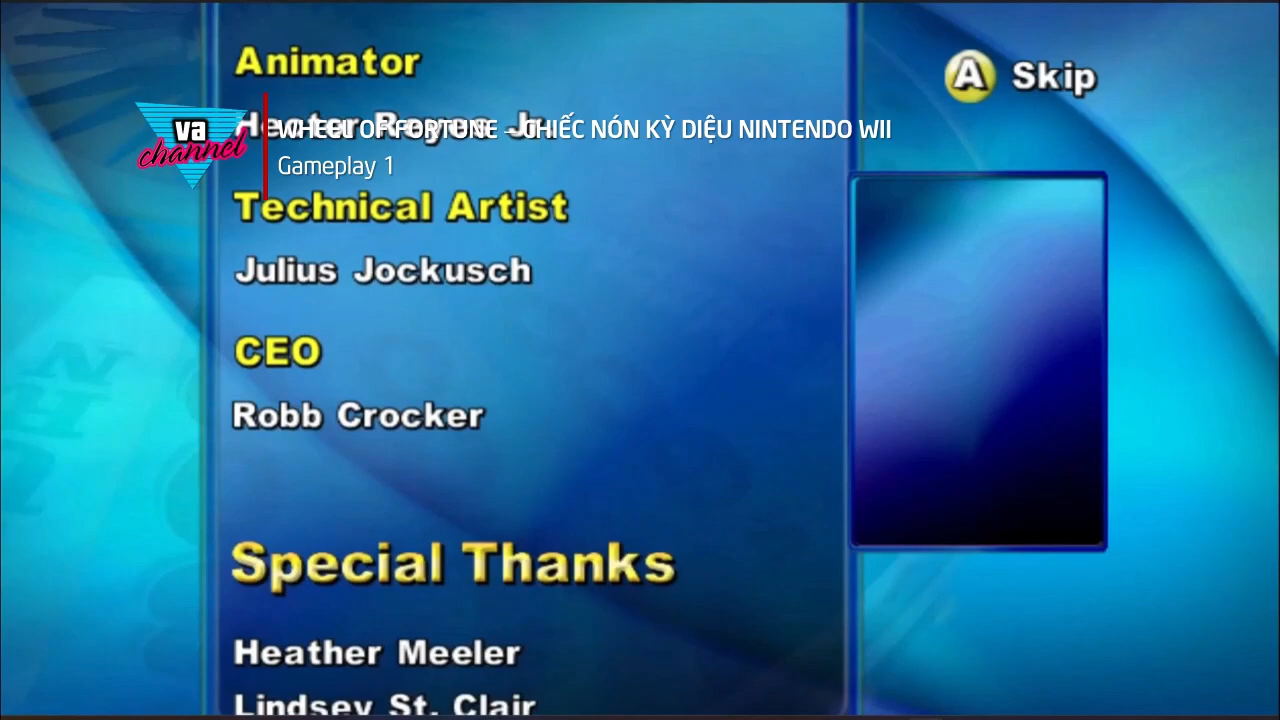 Animator
A Skip
va
channel
WHEEL OF FORTUNE – CHIẾC NÓN KỲ DIỆU NINTENDO WII
Gameplay 1
Technical Artist
Julius Jockusch
CEO
Robb Crocker
Special Thanks
Heather Meeler
Lindsey St. Clair